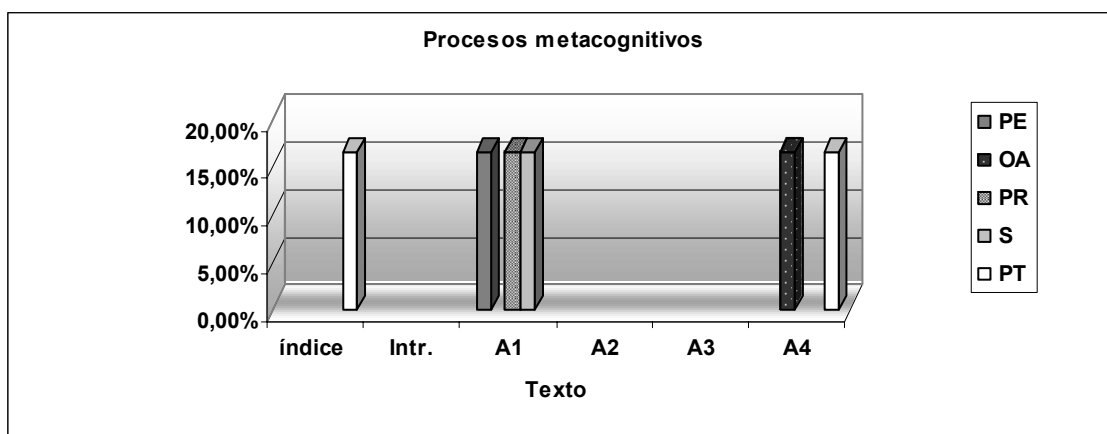 Procesos metacognitivos
20,00%
15,00%
10,00%
5,00%
0,00%
índice Intr. A1 A2 A3 A4
Texto
PE
OA
PR
S
PT